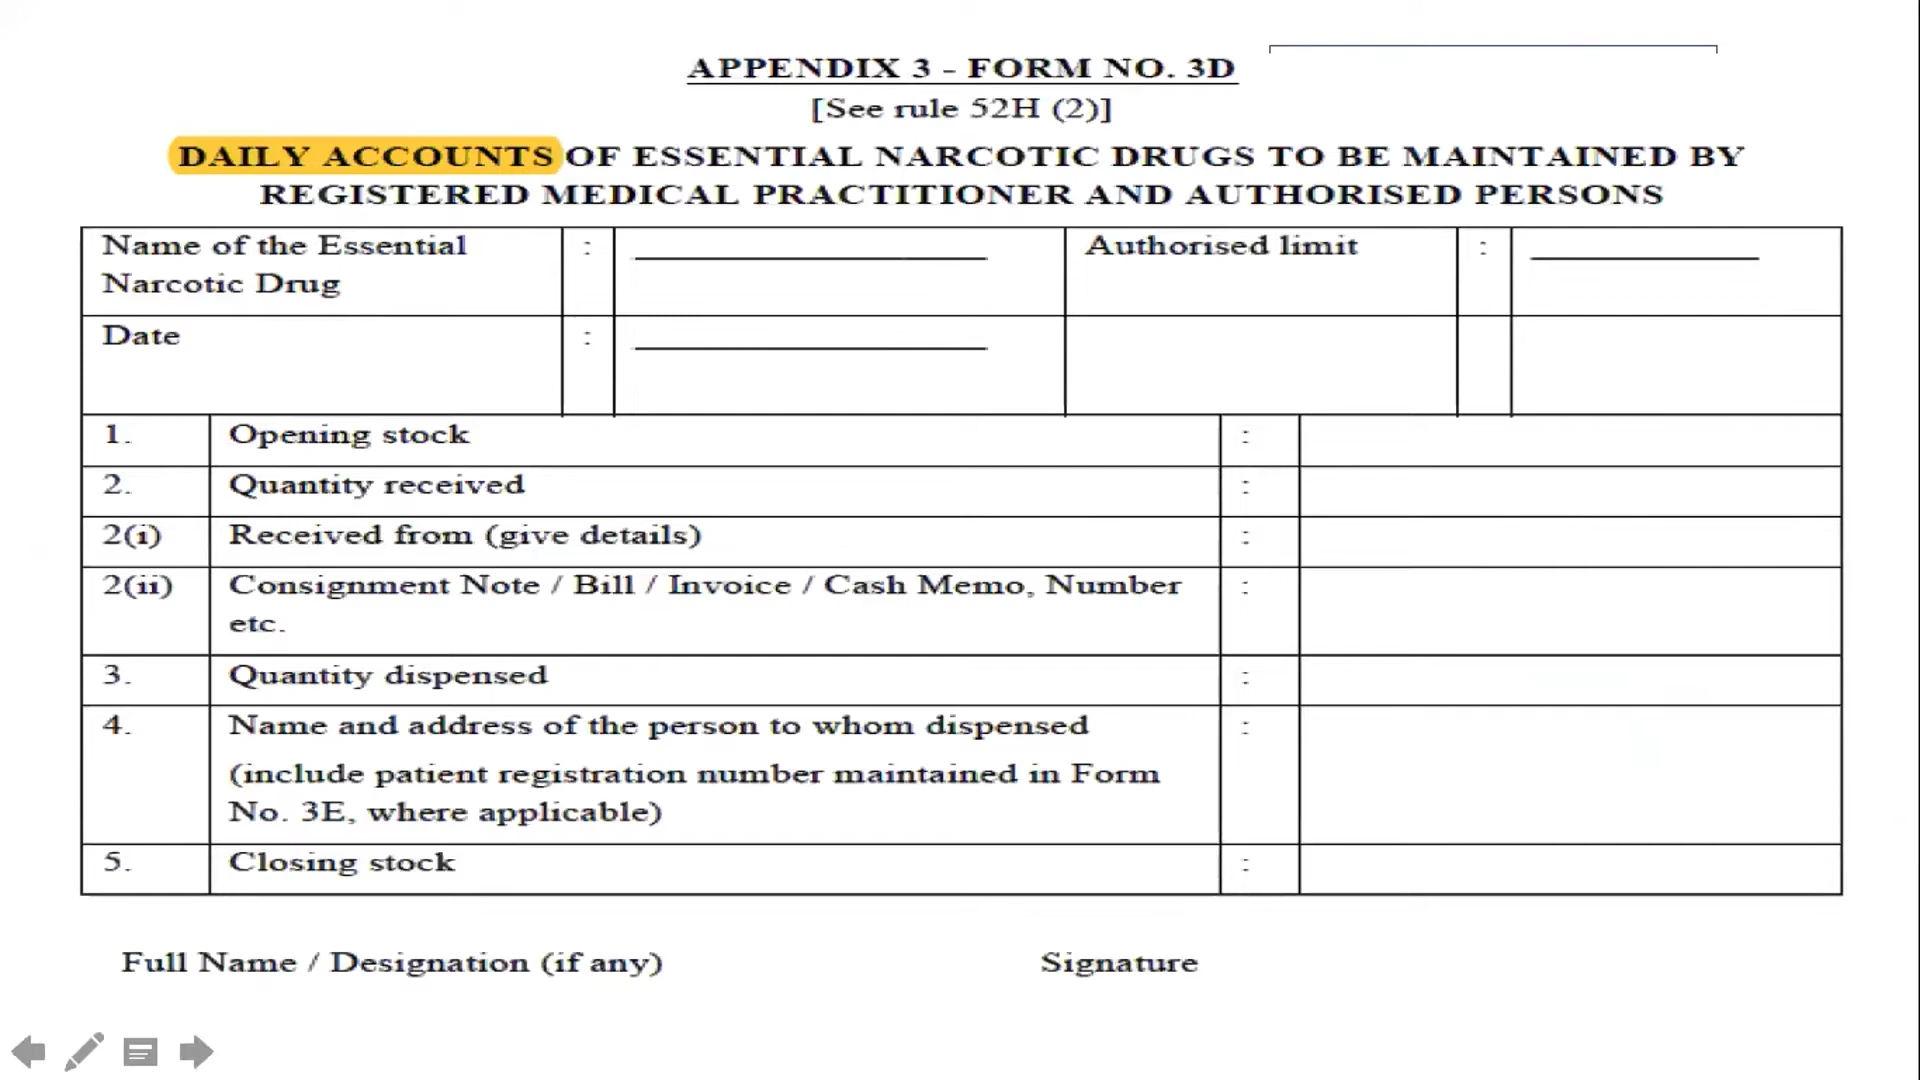 APPENDIX 3 - FORM NO. 3D
[See rule 52H (2)]
DAILY ACCOUNTS OF ESSENTIAL NARCOTIC DRUGS TO BE MAINTAINED BY
REGISTERED MEDICAL PRACTITIONER AND AUTHORISED PERSONS
Name of the Essential : Authorised limit :
Narcotic Drug
Date :
1. Opening stock :
2. Quantity received :
2(i) Received from (give details) :
2(ii) Consignment Note / Bill / Invoice / Cash Memo, Number :
etc.
3. Quantity dispensed :
4. Name and address of the person to whom dispensed :
(include patient registration number maintained in Form
No. 3E, where applicable)
5. Closing stock :
Full Name / Designation (if any) Signature